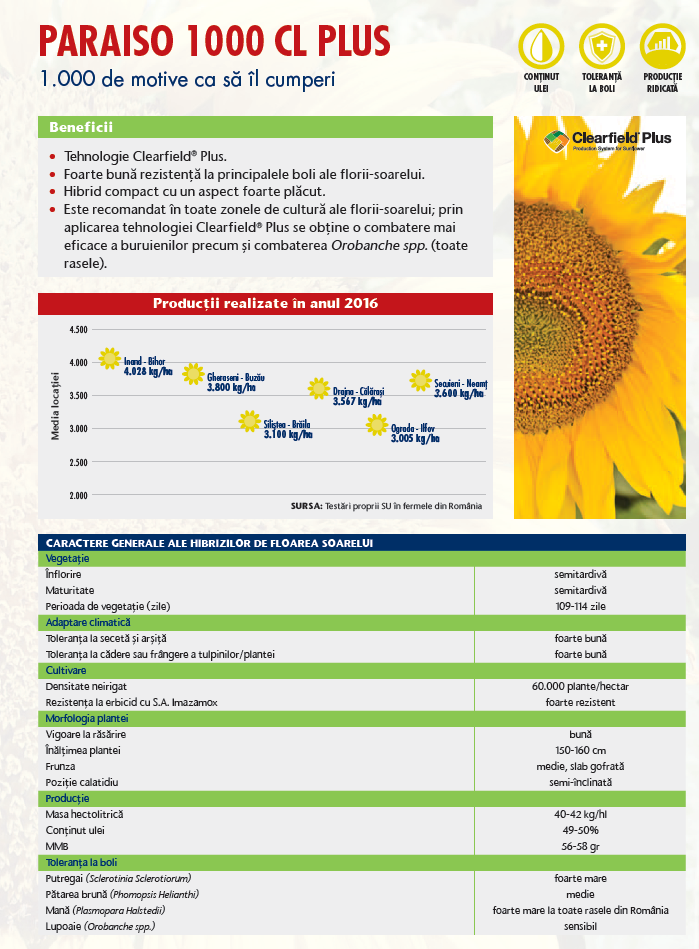 PARAISO 1000 CL PLUS
1.000 de motive ca să îl cumperi
CONȚINUT
ULEI
TOLERANȚĂ
LA BOLI
PRODUCȚIE
RIDICATĂ
Beneficii
• Tehnologie Clearfield® Plus.
• Foarte bună rezistență la principalele boli ale florii-soarelui.
• Hibrid compact cu un aspect foarte plăcut.
• Este recomandat în toate zonele de cultură ale florii-soarelui; prin
aplicarea tehnologiei Clearfield® Plus se obține o combatere mai
eficace a buruienilor precum și combaterea Orobanche spp. (toate
rasele).
Clearfield® Plus
Production System for Sunflower
Producții realizate în anul 2016
Media locației
4.500
4.000
3.500
3.000
2.500
2.000
Inand - Bihor
4.028 kg/ha
Gheraseni - Buzău
3.800 kg/ha
Siliștea - Brăila
3.100 kg/ha
Drajna - Călărași
3.567 kg/ha
Ograda - Ilfov
3.005 kg/ha
Secuieni - Neamț
3.600 kg/ha
SURSA: Testări proprii SU în fermele din România
CARACTERE GENERALE ALE HIBRIZILOR DE FLOAREA SOARELUI
Vegetație
Înflorire semitardivă
Maturitate semitardivă
Perioada de vegetație (zile) 109-114 zile
Adaptare climatică
Toleranța la secetă și arșiță foarte bună
Toleranța la cădere sau frângere a tulpinilor/plantei foarte bună
Cultivare
Densitate neirigat 60.000 plante/hectar
Rezistența la erbicid cu S.A. Imazamox foarte rezistent
Morfologia plantei
Vigoare la răsărire bună
Înălțimea plantei 150-160 cm
Frunza medie, slab gofrată
Poziție calatidiu semi-înclinată
Producție
Masa hectolitrică 40-42 kg/hl
Conținut ulei 49-50%
MMB 56-58 gr
Toleranța la boli
Putregai (Sclerotinia Sclerotiorum) foarte mare
Pătarea brună (Phomopsis Helianthi) medie
Mană (Plasmopara Halstedii) foarte mare la toate rasele din România
Lupoaie (Orobanche spp.) sensibil